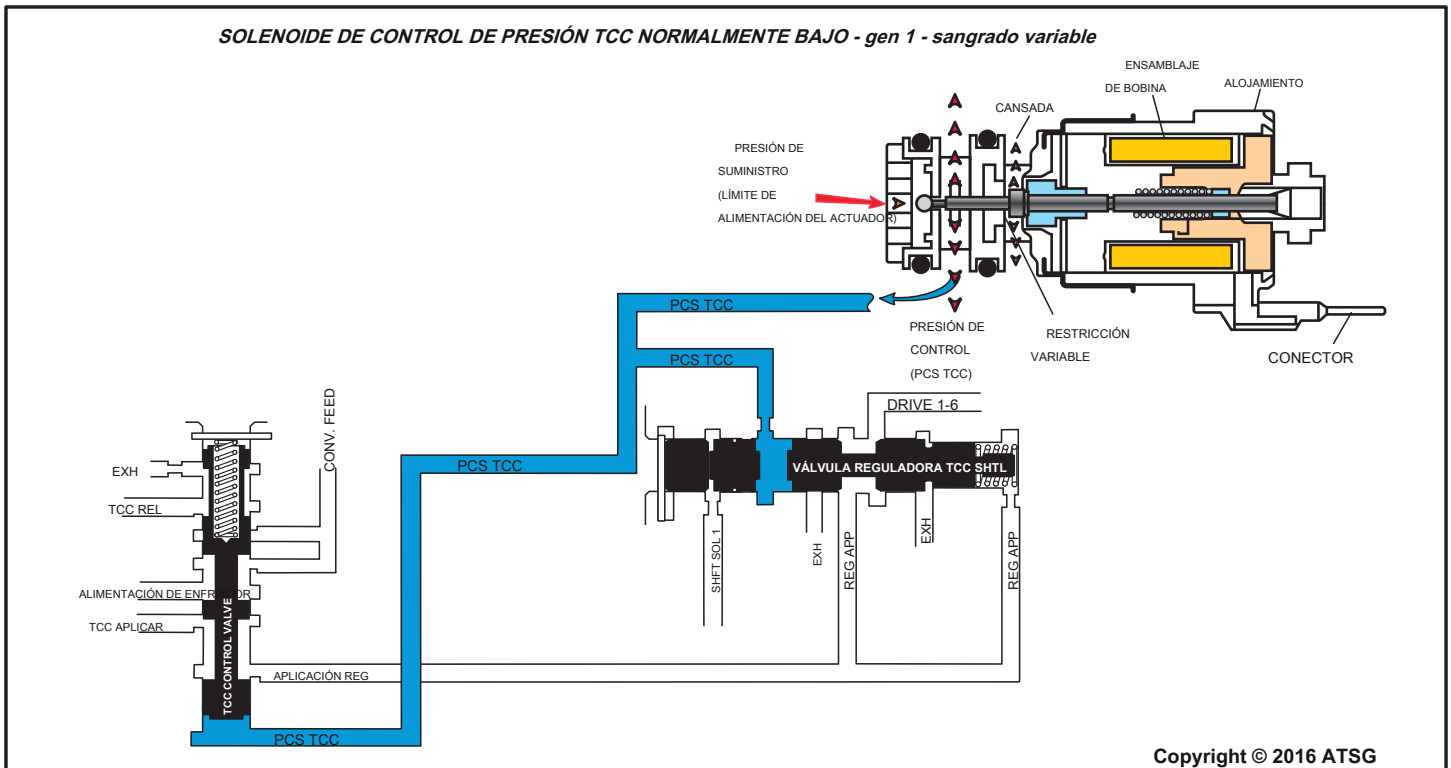 SOLENOIDE DE CONTROL DE PRESIÓN TCC NORMALMENTE BAJO - gen 1 - sangrado variable
ENSAMBLAJE
DE BOBINA
ALOJAMIENTO
CANSADA
PRESIÓN DE
SUMINISTRO
(LÍMITE DE
ALIMENTACIÓN DEL ACTUADOR)
PCS TCC
PRESIÓN DE
CONTROL
(PCS TCC)
RESTRICCIÓN
VARIABLE
CONECTOR
PCS TCC
DRIVE 1-6
CONV. FEED
EXH
TCC REL
PCS TCC
VÁLVULA REGULADORA TCC SHTL
SHFT SOL 1
EXH
REG APP
EXH
REG APP
ALIMENTACIÓN DE ENFRIADOR
TCC APLICAR
TCC CONTROL VALVE
APLICACIÓN REG
PCS TCC
Copyright © 2016 ATSG